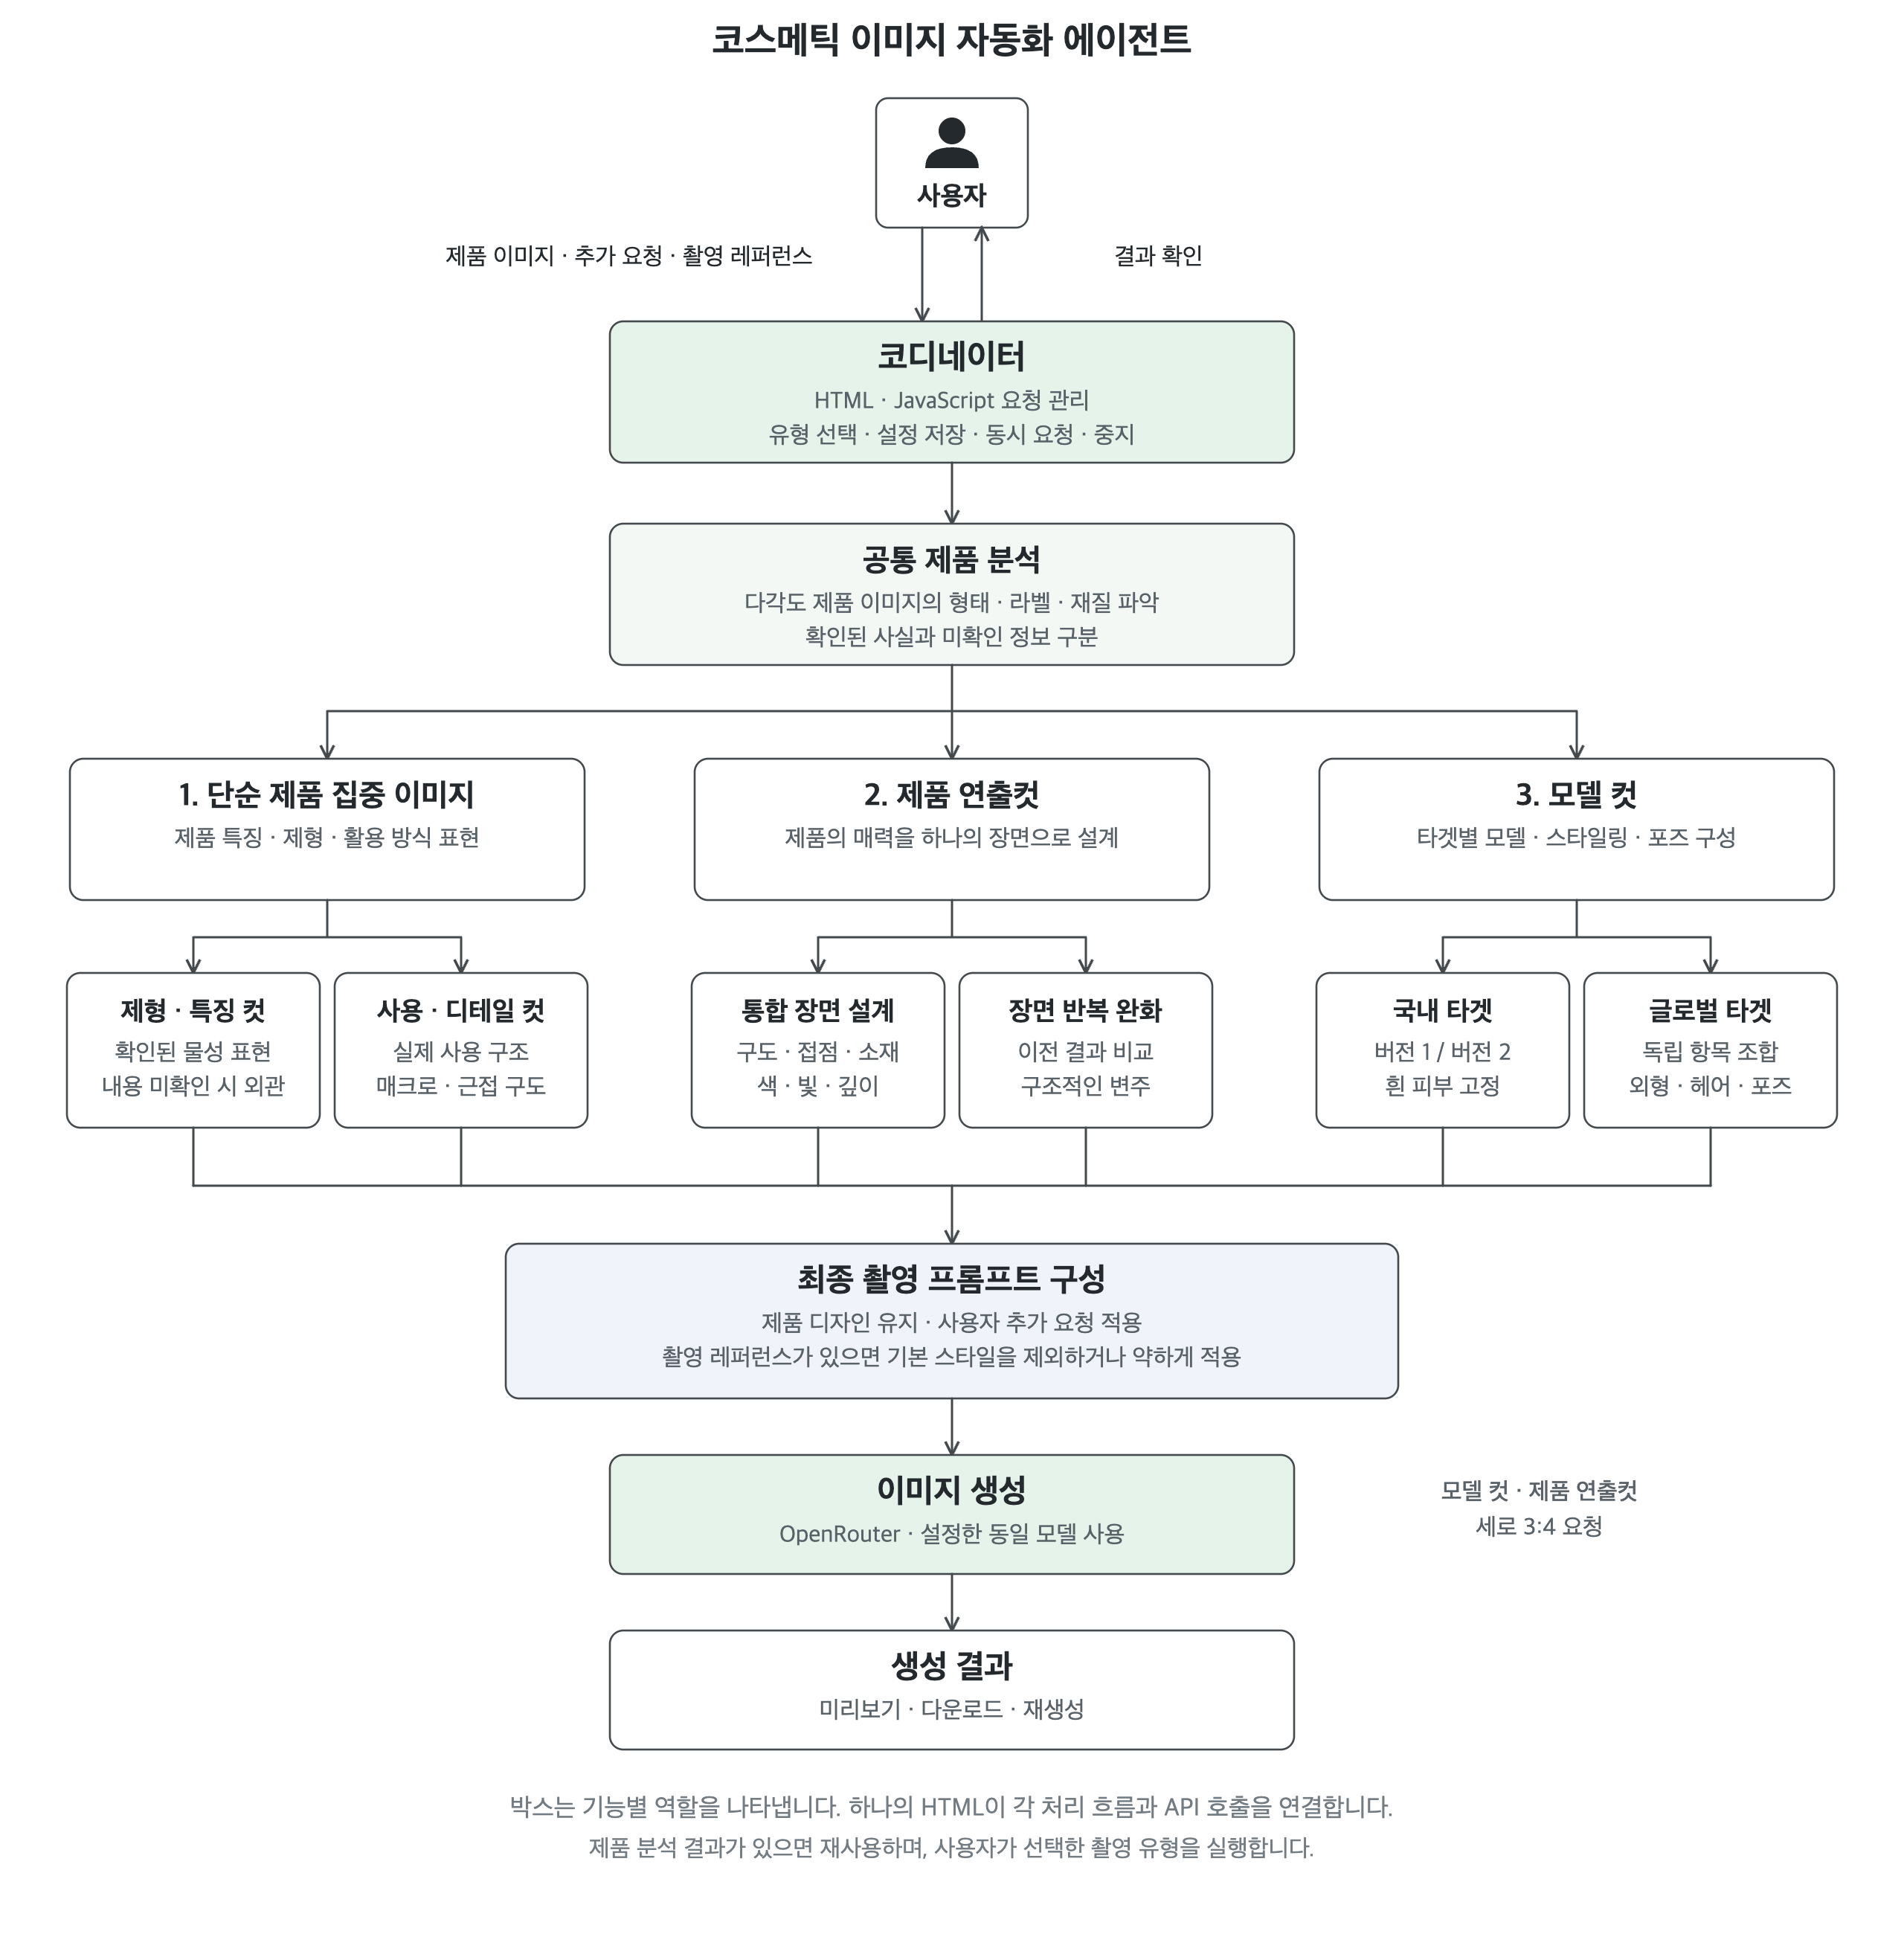 코스메틱 이미지 자동화 에이전트
사용자
제품 이미지 · 추가 요청 · 촬영 레퍼런스
결과 확인
코디네이터
HTML · JavaScript 요청 관리
유형 선택 · 설정 저장 · 동시 요청 · 중지
공통 제품 분석
다각도 제품 이미지의 형태 · 라벨 · 재질 파악
확인된 사실과 미확인 정보 구분
1. 단순 제품 집중 이미지
제품 특징 · 제형 · 활용 방식 표현
2. 제품 연출컷
제품의 매력을 하나의 장면으로 설계
3. 모델 컷
타겟별 모델 · 스타일링 · 포즈 구성
제형 · 특징 컷
확인된 물성 표현
내용 미확인 시 외관
사용 · 디테일 컷
실제 사용 구조
매크로 · 근접 구도
통합 장면 설계
구도 · 접점 · 소재
색 · 빛 · 깊이
장면 반복 완화
이전 결과 비교
구조적인 변주
국내 타겟
버전 1 / 버전 2
흰 피부 고정
글로벌 타겟
독립 항목 조합
외형 · 헤어 · 포즈
최종 촬영 프롬프트 구성
제품 디자인 유지 · 사용자 추가 요청 적용
촬영 레퍼런스가 있으면 기본 스타일을 제외하거나 약하게 적용
이미지 생성
OpenRouter · 설정한 동일 모델 사용
모델 컷 · 제품 연출컷
세로 3:4 요청
생성 결과
미리보기 · 다운로드 · 재생성
박스는 기능별 역할을 나타냅니다. 하나의 HTML이 각 처리 흐름과 API 호출을 연결합니다.
제품 분석 결과가 있으면 재사용하며, 사용자가 선택한 촬영 유형을 실행합니다.